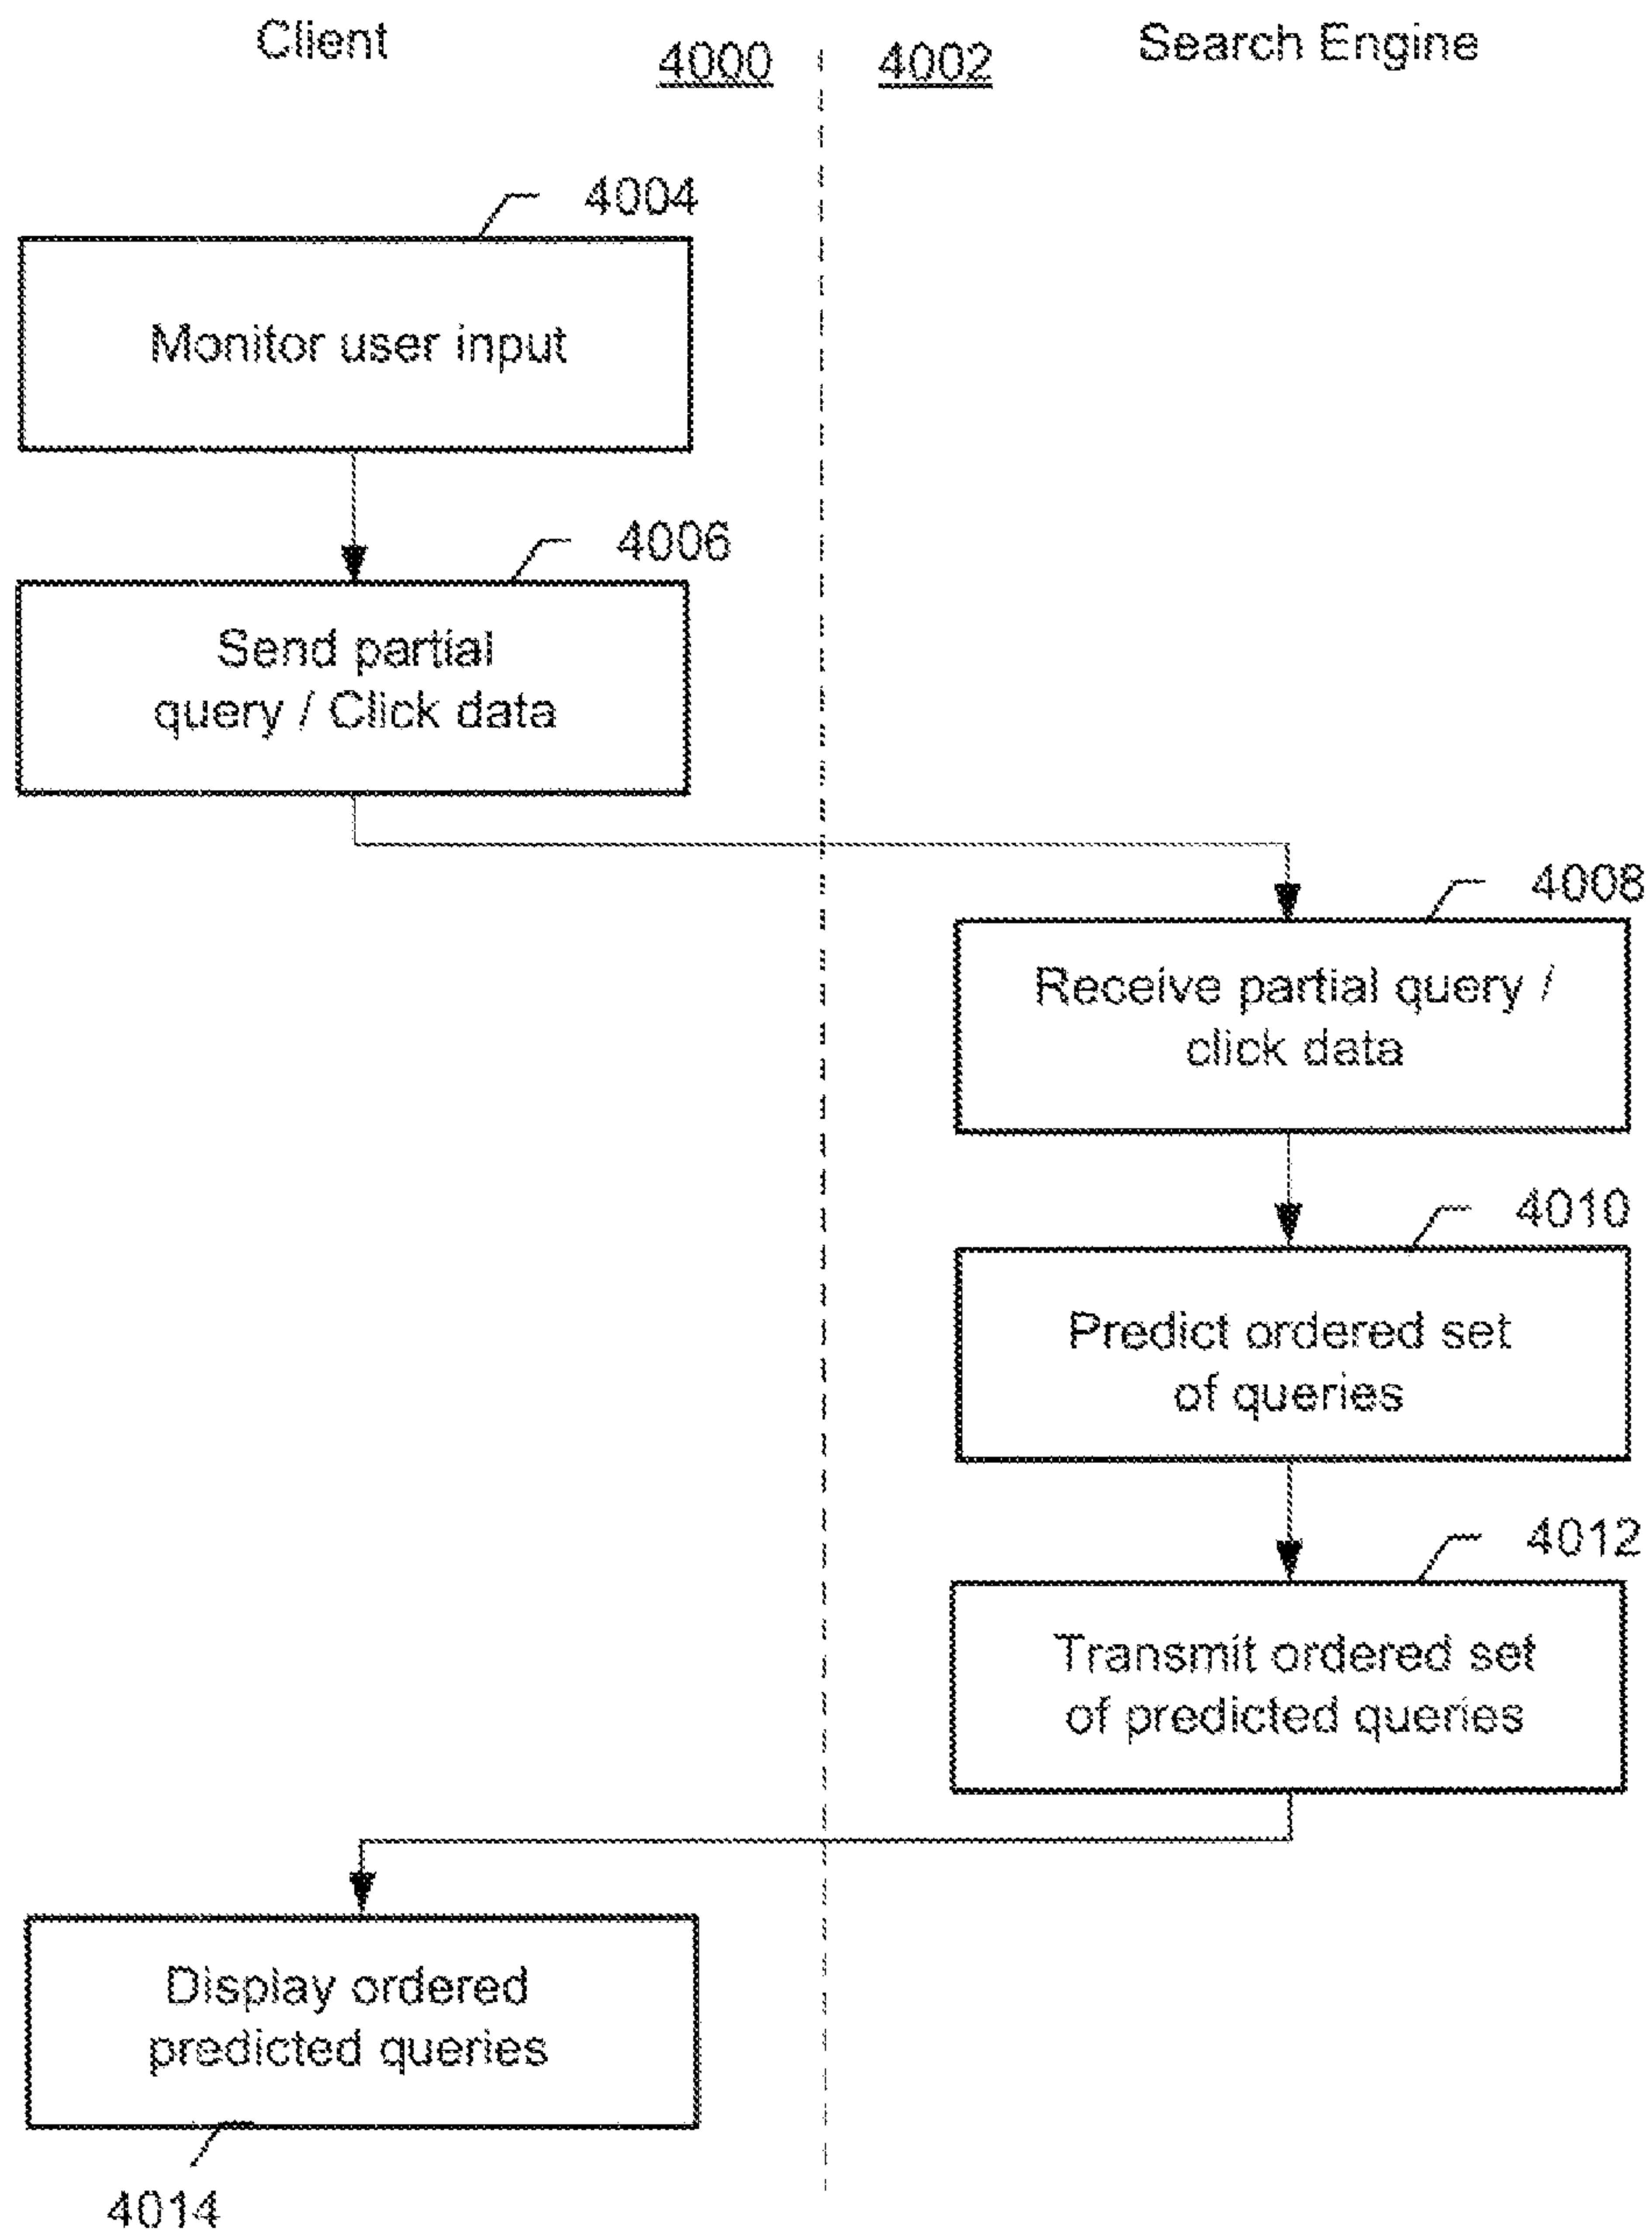 Client
4000
4002
Search Engine
4004
Monitor user input
4006
Send partial
query / Click data
4008
Receive partial query /
click data
4010
Predict ordered set
of queries
4012
Transmit ordered set
of predicted queries
Display ordered
predicted queries
4014